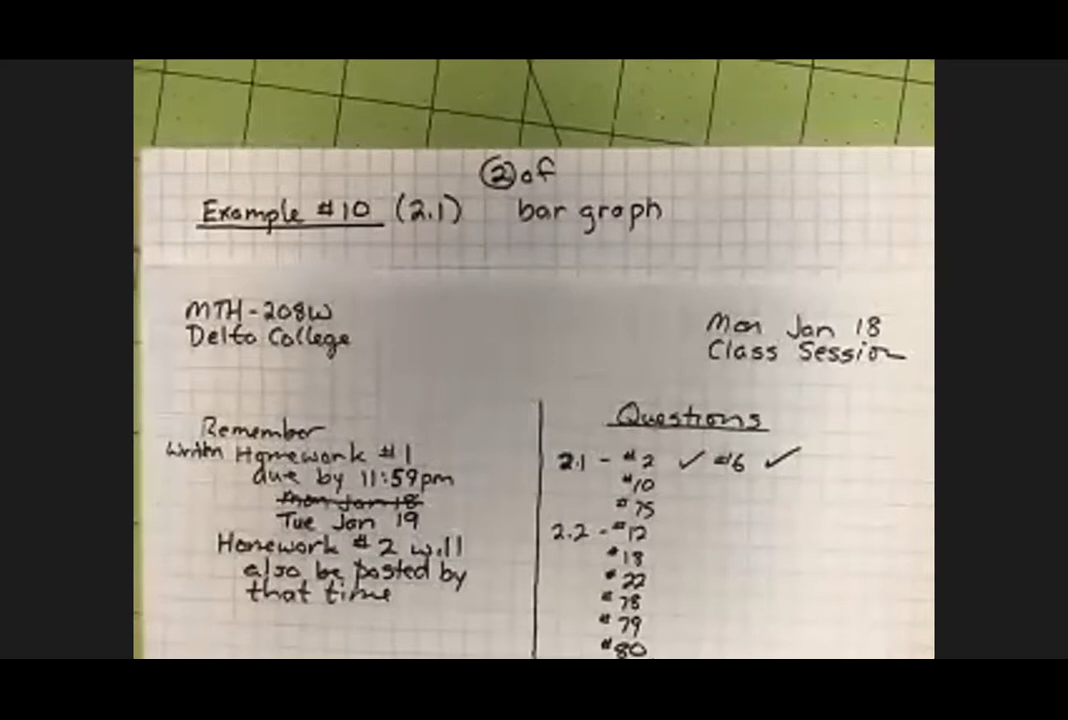 ② of
Example #10 (2.1) bar graph
MTH-208W
Delta College
Mon Jan 18
Class Session
Remember
Written Homework #1
due by 11:59pm
Mon Jan 18
Tue Jan 19
Homework #2 will
also be posted by
that time
Questions
2.1 - #2 ✓ #6 ✓
#10
#75
2.2 - #12
#18
#22
#78
#79
#80